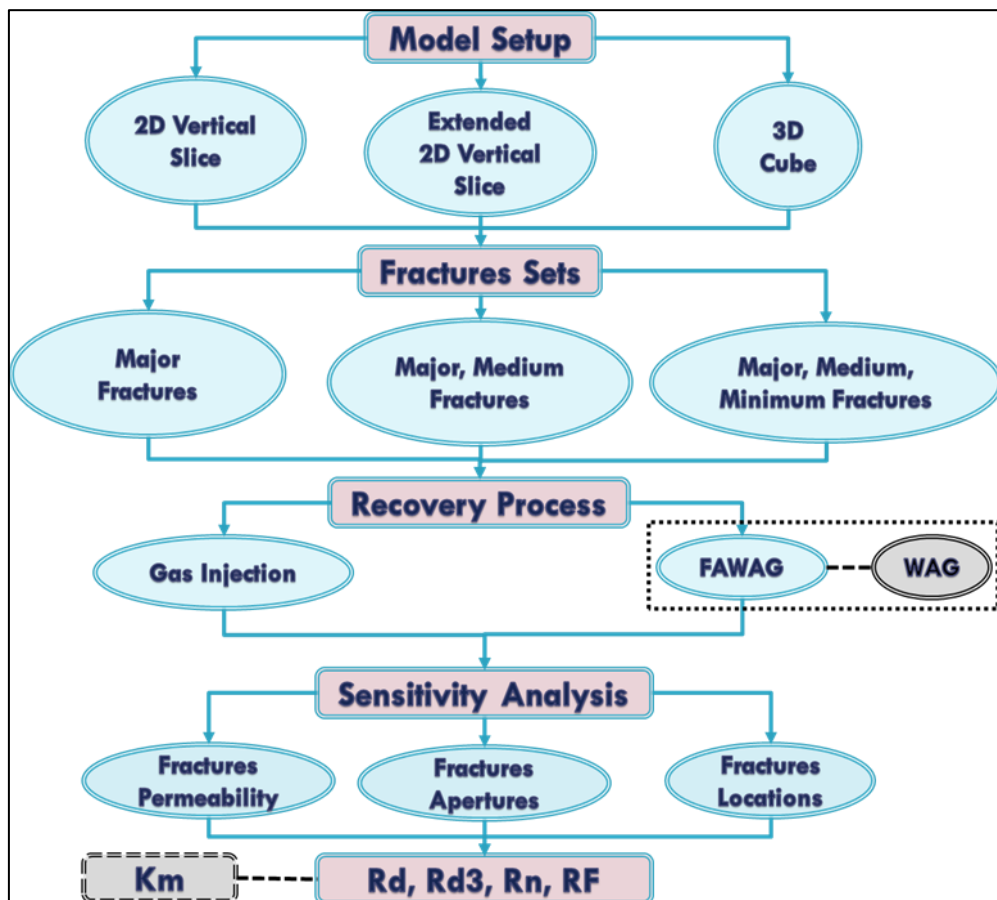 Model Setup
2D Vertical
Slice
Extended
2D Vertical
Slice
3D
Cube
Fractures Sets
Major
Fractures
Major, Medium
Fractures
Major, Medium,
Minimum Fractures
Recovery Process
Gas Injection
FAWAG
WAG
Sensitivity Analysis
Fractures
Permeability
Fractures
Apertures
Fractures
Locations
Km
Rd, Rd3, Rn, RF